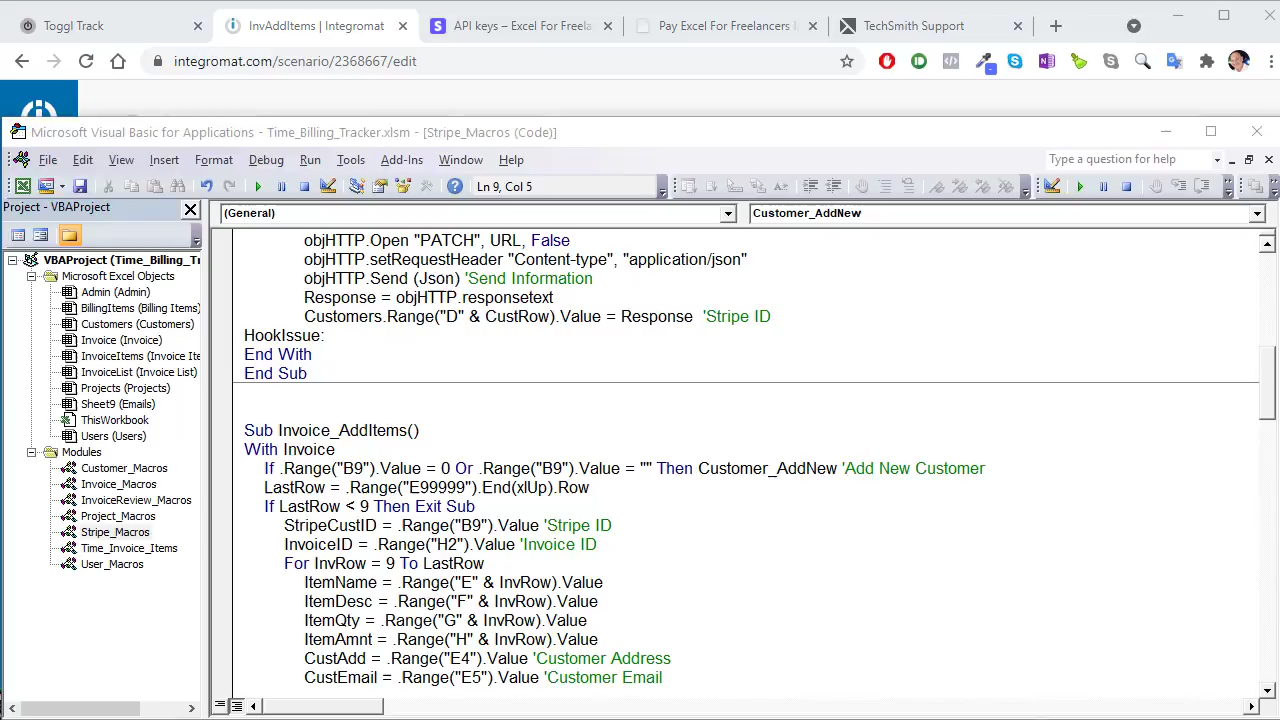 Toggl Track
InvAddItems | Integromat
API keys – Excel For Freela
Pay Excel For Freelancers I
TechSmith Support
integromat.com/scenario/2368667/edit
Microsoft Visual Basic for Applications - Time_Billing_Tracker.xlsm - [Stripe_Macros (Code)]
File Edit View Insert Format Debug Run Tools Add-Ins Window Help
Type a question for help
Ln 9, Col 5
Project - VBAProject
(General)
Customer_AddNew
VBAProject (Time_Billing_Tr
Microsoft Excel Objects
Admin (Admin)
BillingItems (Billing Items)
Customers (Customers)
Invoice (Invoice)
InvoiceItems (Invoice Ite
InvoiceList (Invoice List)
Projects (Projects)
Sheet9 (Emails)
ThisWorkbook
Users (Users)
Modules
Customer_Macros
Invoice_Macros
InvoiceReview_Macros
Project_Macros
Stripe_Macros
Time_Invoice_Items
User_Macros
objHTTP.Open "PATCH", URL, False
objHTTP.setRequestHeader "Content-type", "application/json"
objHTTP.Send (Json) 'Send Information
Response = objHTTP.responsetext
Customers.Range("D" & CustRow).Value = Response 'Stripe ID
HookIssue:
End With
End Sub
Sub Invoice_AddItems()
With Invoice
If .Range("B9").Value = 0 Or .Range("B9").Value = "" Then Customer_AddNew 'Add New Customer
LastRow = .Range("E99999").End(xlUp).Row
If LastRow < 9 Then Exit Sub
StripeCustID = .Range("B9").Value 'Stripe ID
InvoiceID = .Range("H2").Value 'Invoice ID
For InvRow = 9 To LastRow
ItemName = .Range("E" & InvRow).Value
ItemDesc = .Range("F" & InvRow).Value
ItemQty = .Range("G" & InvRow).Value
ItemAmnt = .Range("H" & InvRow).Value
CustAdd = .Range("E4").Value 'Customer Address
CustEmail = .Range("E5").Value 'Customer Email